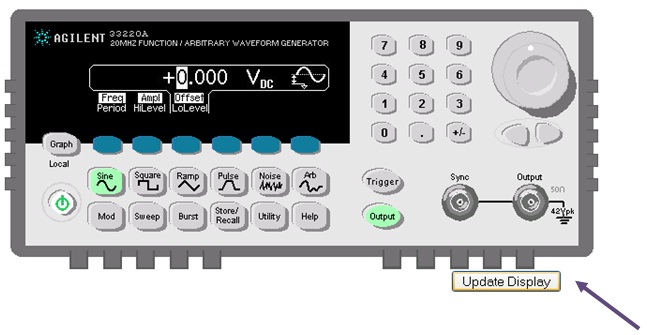 AGILENT 33220A
20MHZ FUNCTION / ARBITRARY WAVEFORM GENERATOR
+0.000 VDC
Freq Ampl Offset
Period HiLevel LoLevel
7 8 9
4 5 6
1 2 3
0 . +/-
Graph
Local
Sine Square Ramp Pulse Noise Arb
Mod Sweep Burst Store/
Recall Utility Help
Trigger
Output
Sync Output
50Ω
42Vpk
Update Display